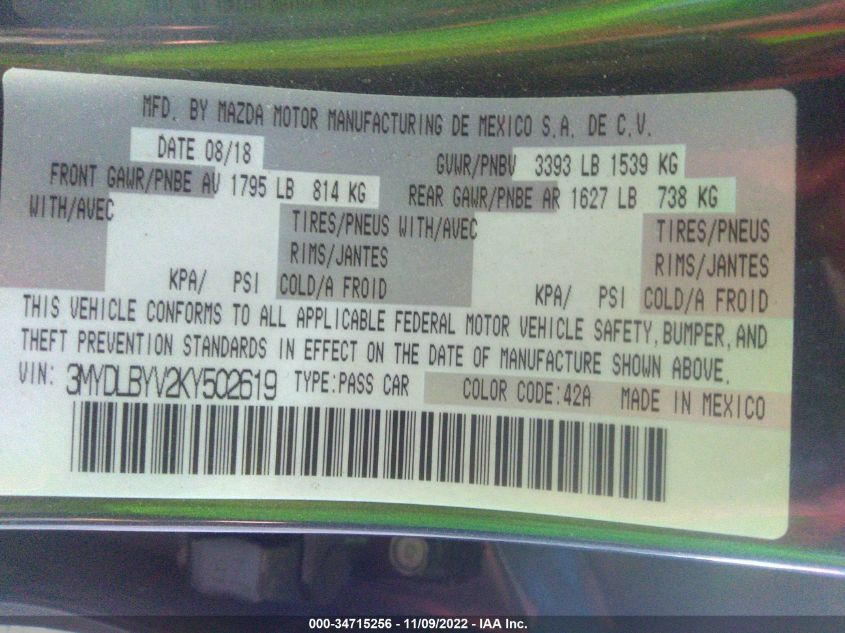 MFD. BY MAZDA MOTOR MANUFACTURING DE MEXICO S.A. DE C.V.
DATE 08/18 GVWR/PNBV 3393 LB 1539 KG
FRONT GAWR/PNBE AV 1795 LB 814 KG REAR GAWR/PNBE AR 1627 LB 738 KG
WITH/AVEC TIRES/PNEUS WITH/AVEC TIRES/PNEUS
RIMS/JANTES RIMS/JANTES
KPA/ PSI COLD/A FROID KPA/ PSI COLD/A FROID
THIS VEHICLE CONFORMS TO ALL APPLICABLE FEDERAL MOTOR VEHICLE SAFETY, BUMPER, AND
THEFT PREVENTION STANDARDS IN EFFECT ON THE DATE OF MANUFACTURE SHOWN ABOVE.
VIN: 3MYDLBYV2KY502619 TYPE:PASS CAR COLOR CODE:42A MADE IN MEXICO
000-34715256 - 11/09/2022 - IAA Inc.